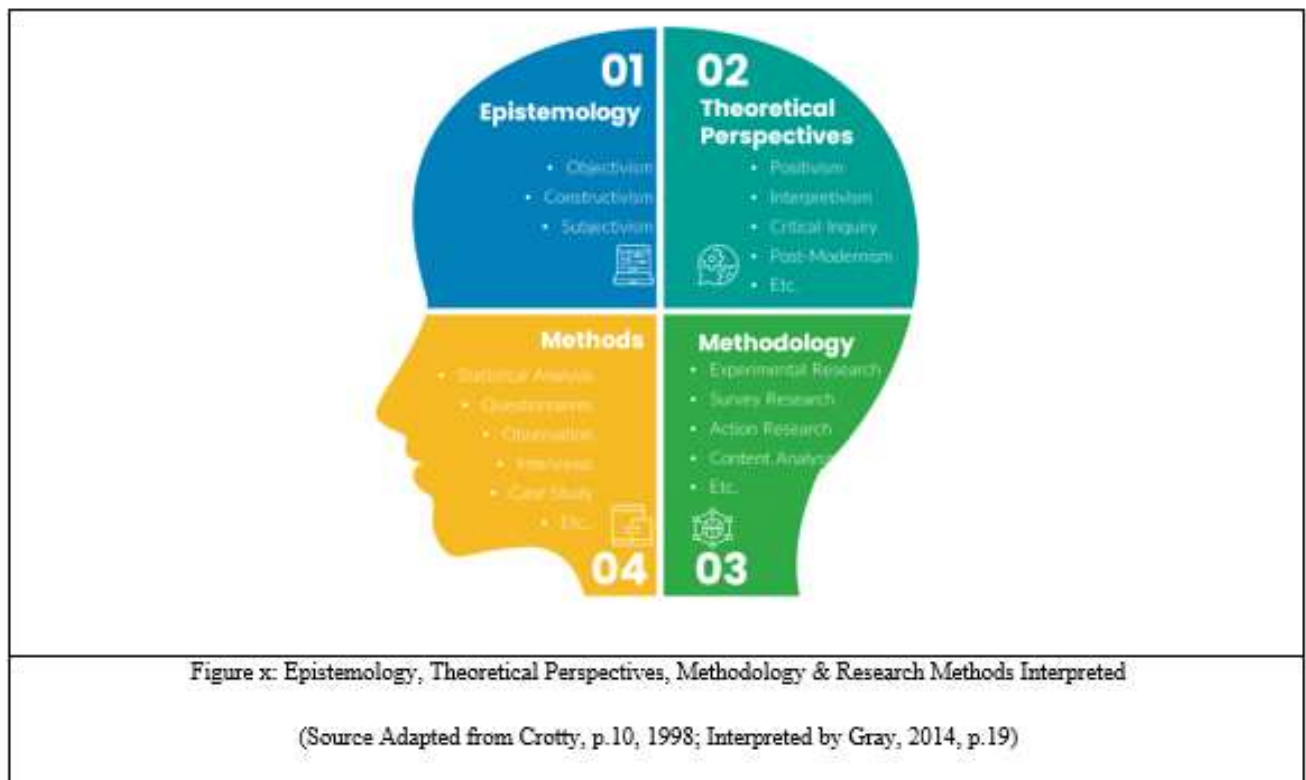 01
Epistemology
• Objectivism
• Constructivism
• Subjectivism
02
Theoretical
Perspectives
• Positivism
• Interpretivism
• Critical Inquiry
• Post-Modernism
• Etc.
Methodology
• Experimental Research
• Survey Research
• Action Research
• Content Analysis
• Etc.
03
Methods
• Statistical Analysis
• Questionnaires
• Observation
• Interviews
• Case Study
• Etc.
04
Figure x: Epistemology, Theoretical Perspectives, Methodology & Research Methods Interpreted
(Source Adapted from Crotty, p.10, 1998; Interpreted by Gray, 2014, p.19)